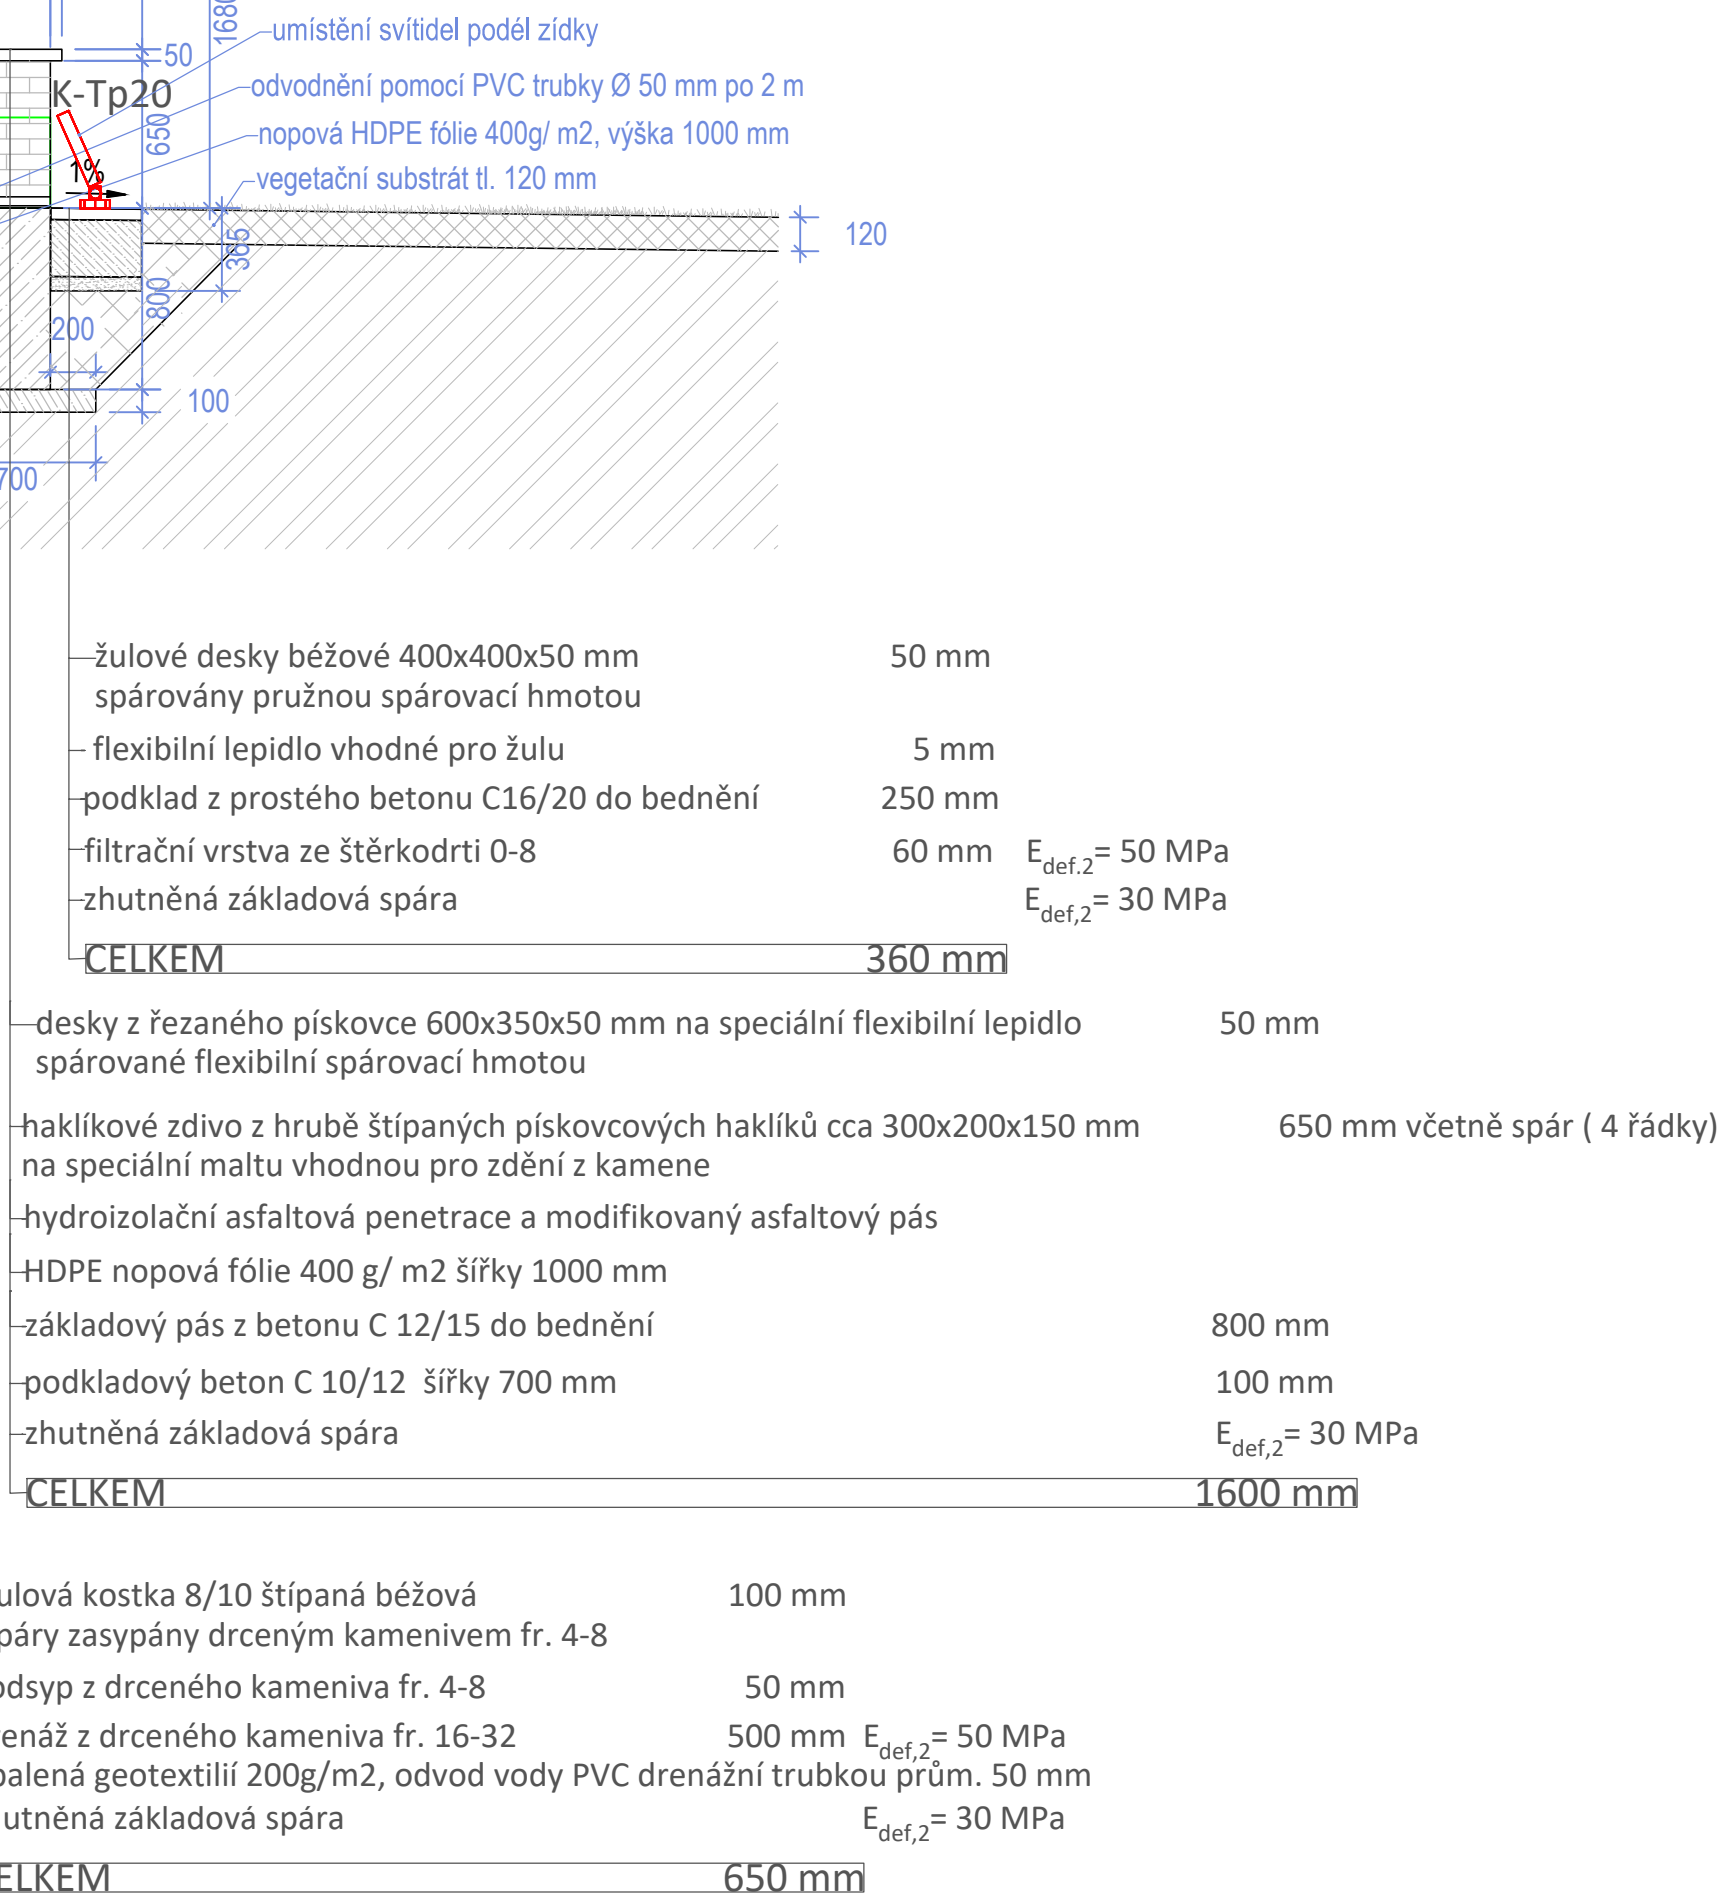 1680
umístění svítidel podél zídky
50
K-Tp20
odvodnění pomocí PVC trubky Ø 50 mm po 2 m
650
nopová HDPE fólie 400g/ m2, výška 1000 mm
1%
vegetační substrát tl. 120 mm
120
365
800
200
100
700
žulové desky béžové 400x400x50 mm 50 mm
spárovány pružnou spárovací hmotou
flexibilní lepidlo vhodné pro žulu 5 mm
podklad z prostého betonu C16/20 do bednění 250 mm
filtrační vrstva ze štěrkodrti 0-8 60 mm Edef.2= 50 MPa
zhutněná základová spára Edef,2= 30 MPa
CELKEM 360 mm
desky z řezaného pískovce 600x350x50 mm na speciální flexibilní lepidlo 50 mm
spárované flexibilní spárovací hmotou
haklíkové zdivo z hrubě štípaných pískovcových haklíků cca 300x200x150 mm 650 mm včetně spár ( 4 řádky)
na speciální maltu vhodnou pro zdění z kamene
hydroizolační asfaltová penetrace a modifikovaný asfaltový pás
HDPE nopová fólie 400 g/ m2 šířky 1000 mm
základový pás z betonu C 12/15 do bednění 800 mm
podkladový beton C 10/12 šířky 700 mm 100 mm
zhutněná základová spára Edef,2= 30 MPa
CELKEM 1600 mm
ulová kostka 8/10 štípaná béžová 100 mm
páry zasypány drceným kamenivem fr. 4-8
odsyp z drceného kameniva fr. 4-8 50 mm
renáž z drceného kameniva fr. 16-32 500 mm Edef,2= 50 MPa
balená geotextilií 200g/m2, odvod vody PVC drenážní trubkou prům. 50 mm
utněná základová spára Edef,2= 30 MPa
ELKEM 650 mm